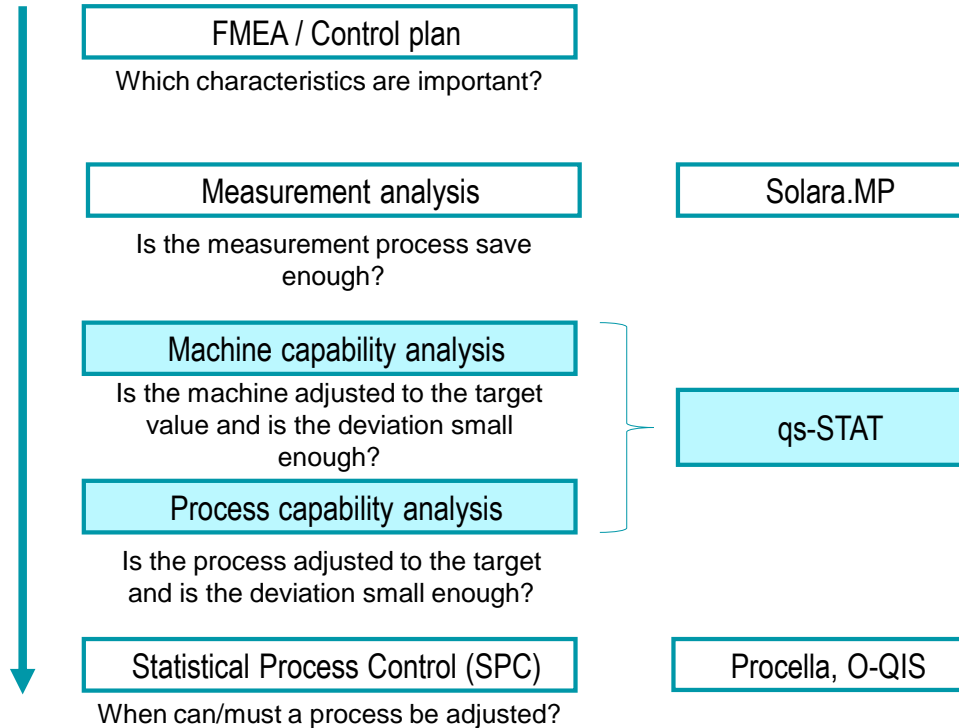 FMEA / Control plan
Which characteristics are important?
Measurement analysis
Solara.MP
Is the measurement process save
enough?
Machine capability analysis
Is the machine adjusted to the target
value and is the deviation small
enough?
qs-STAT
Process capability analysis
Is the process adjusted to the target
and is the deviation small enough?
Statistical Process Control (SPC)
Procella, O-QIS
When can/must a process be adjusted?